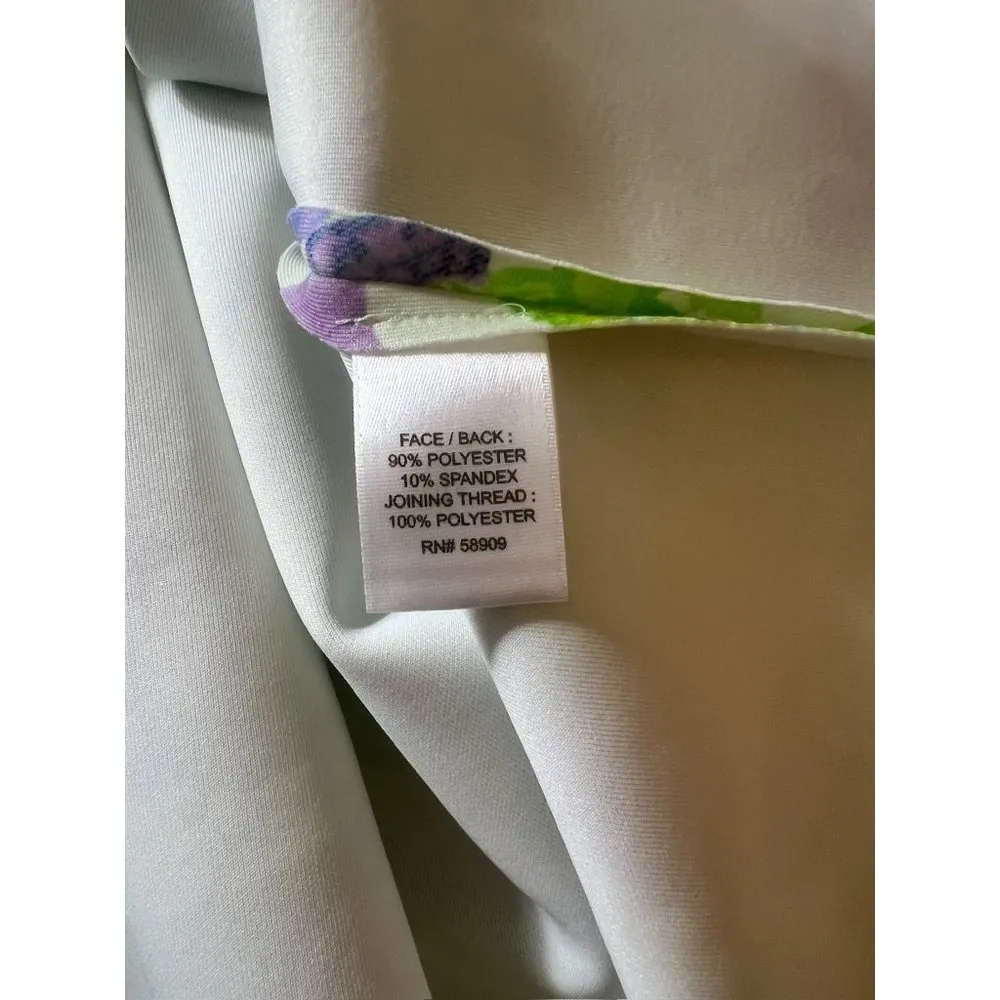 FACE / BACK :
90% POLYESTER
10% SPANDEX
JOINING THREAD :
100% POLYESTER
RN# 58909